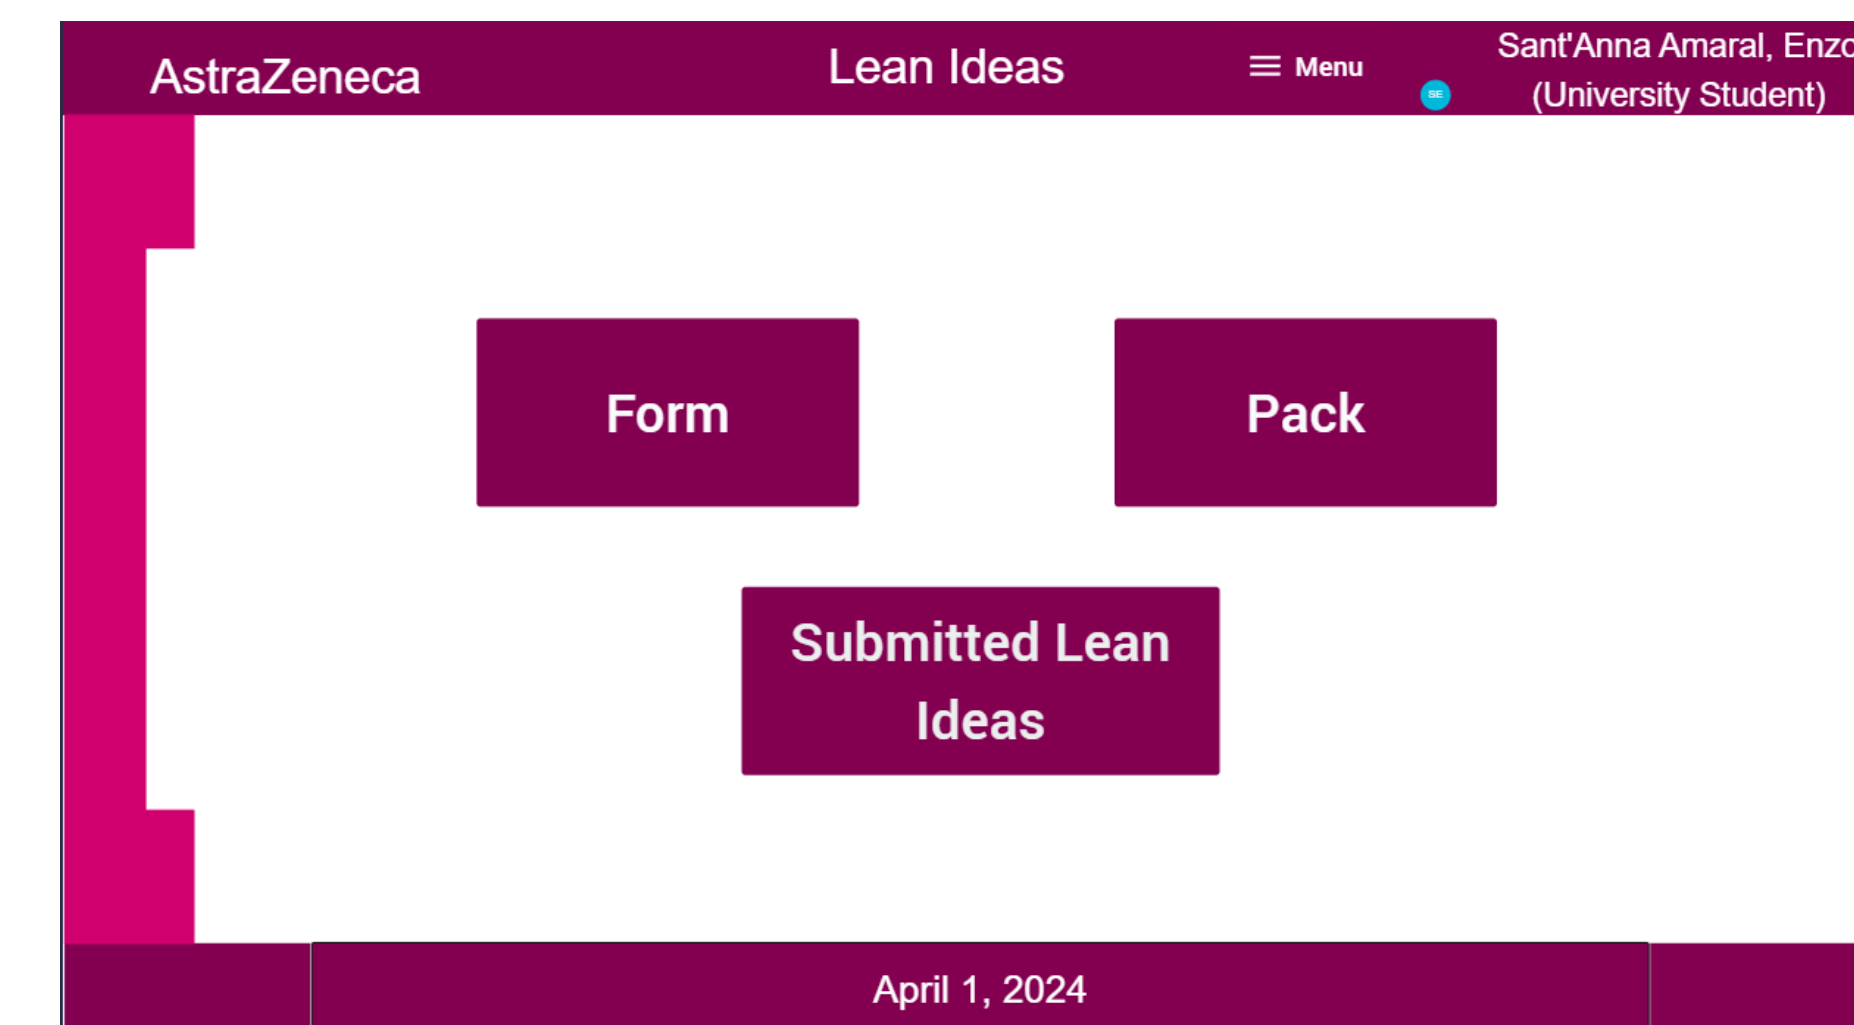 AstraZeneca
Lean Ideas
Menu
SE
Sant'Anna Amaral, Enzo
(University Student)
Form
Pack
Submitted Lean
Ideas
April 1, 2024